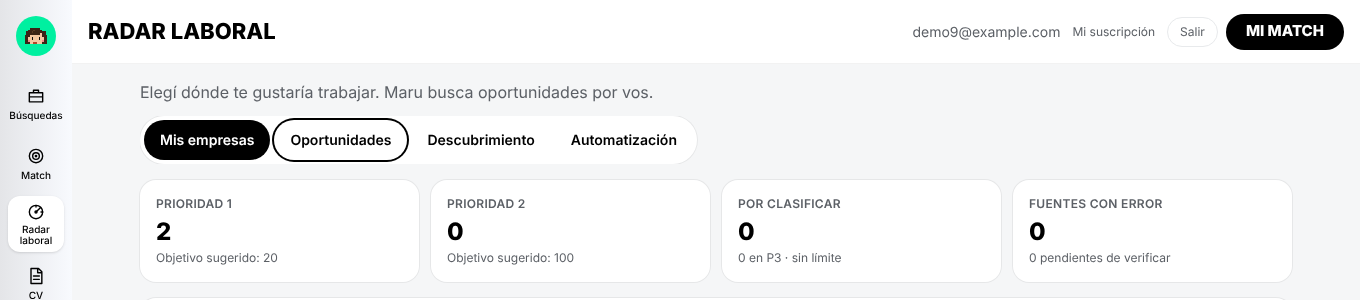 RADAR LABORAL
demo9@example.com
Mi suscripción
Salir
MI MATCH
Búsquedas
Match
Radar
laboral
CV
Elegí dónde te gustaría trabajar. Maru busca oportunidades por vos.
Mis empresas
Oportunidades
Descubrimiento
Automatización
PRIORIDAD 1
2
Objetivo sugerido: 20
PRIORIDAD 2
0
Objetivo sugerido: 100
POR CLASIFICAR
0
0 en P3 · sin límite
FUENTES CON ERROR
0
0 pendientes de verificar